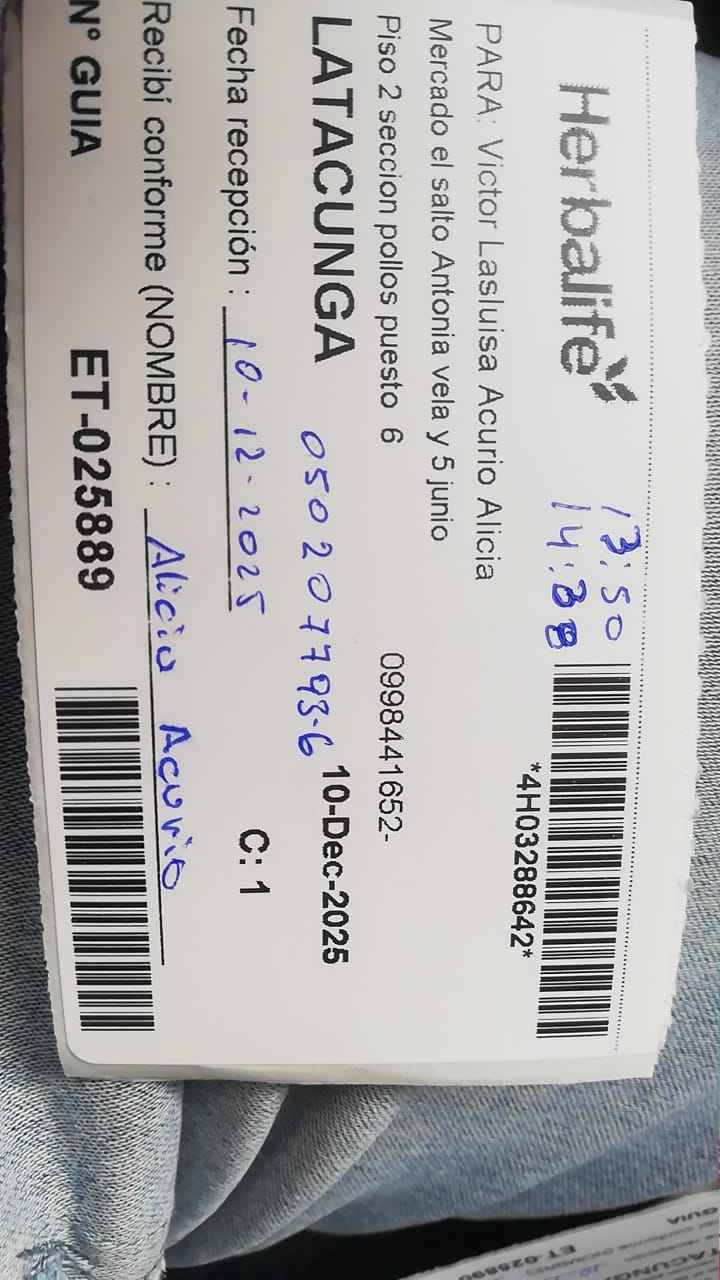 Herbalife
13:50
14:38
*4H03288642*
PARA: Victor Lasluisa Acurio Alicia
Mercado el salto Antonia vela y 5 junio
Piso 2 seccion pollos puesto 6
0998441652-
LATACUNGA
050207793-6
10-Dec-2025
Fecha recepción : 10-12-2025
C: 1
Recibí conforme (NOMBRE) : Alicia Acurio
N° GUIA ET-025889